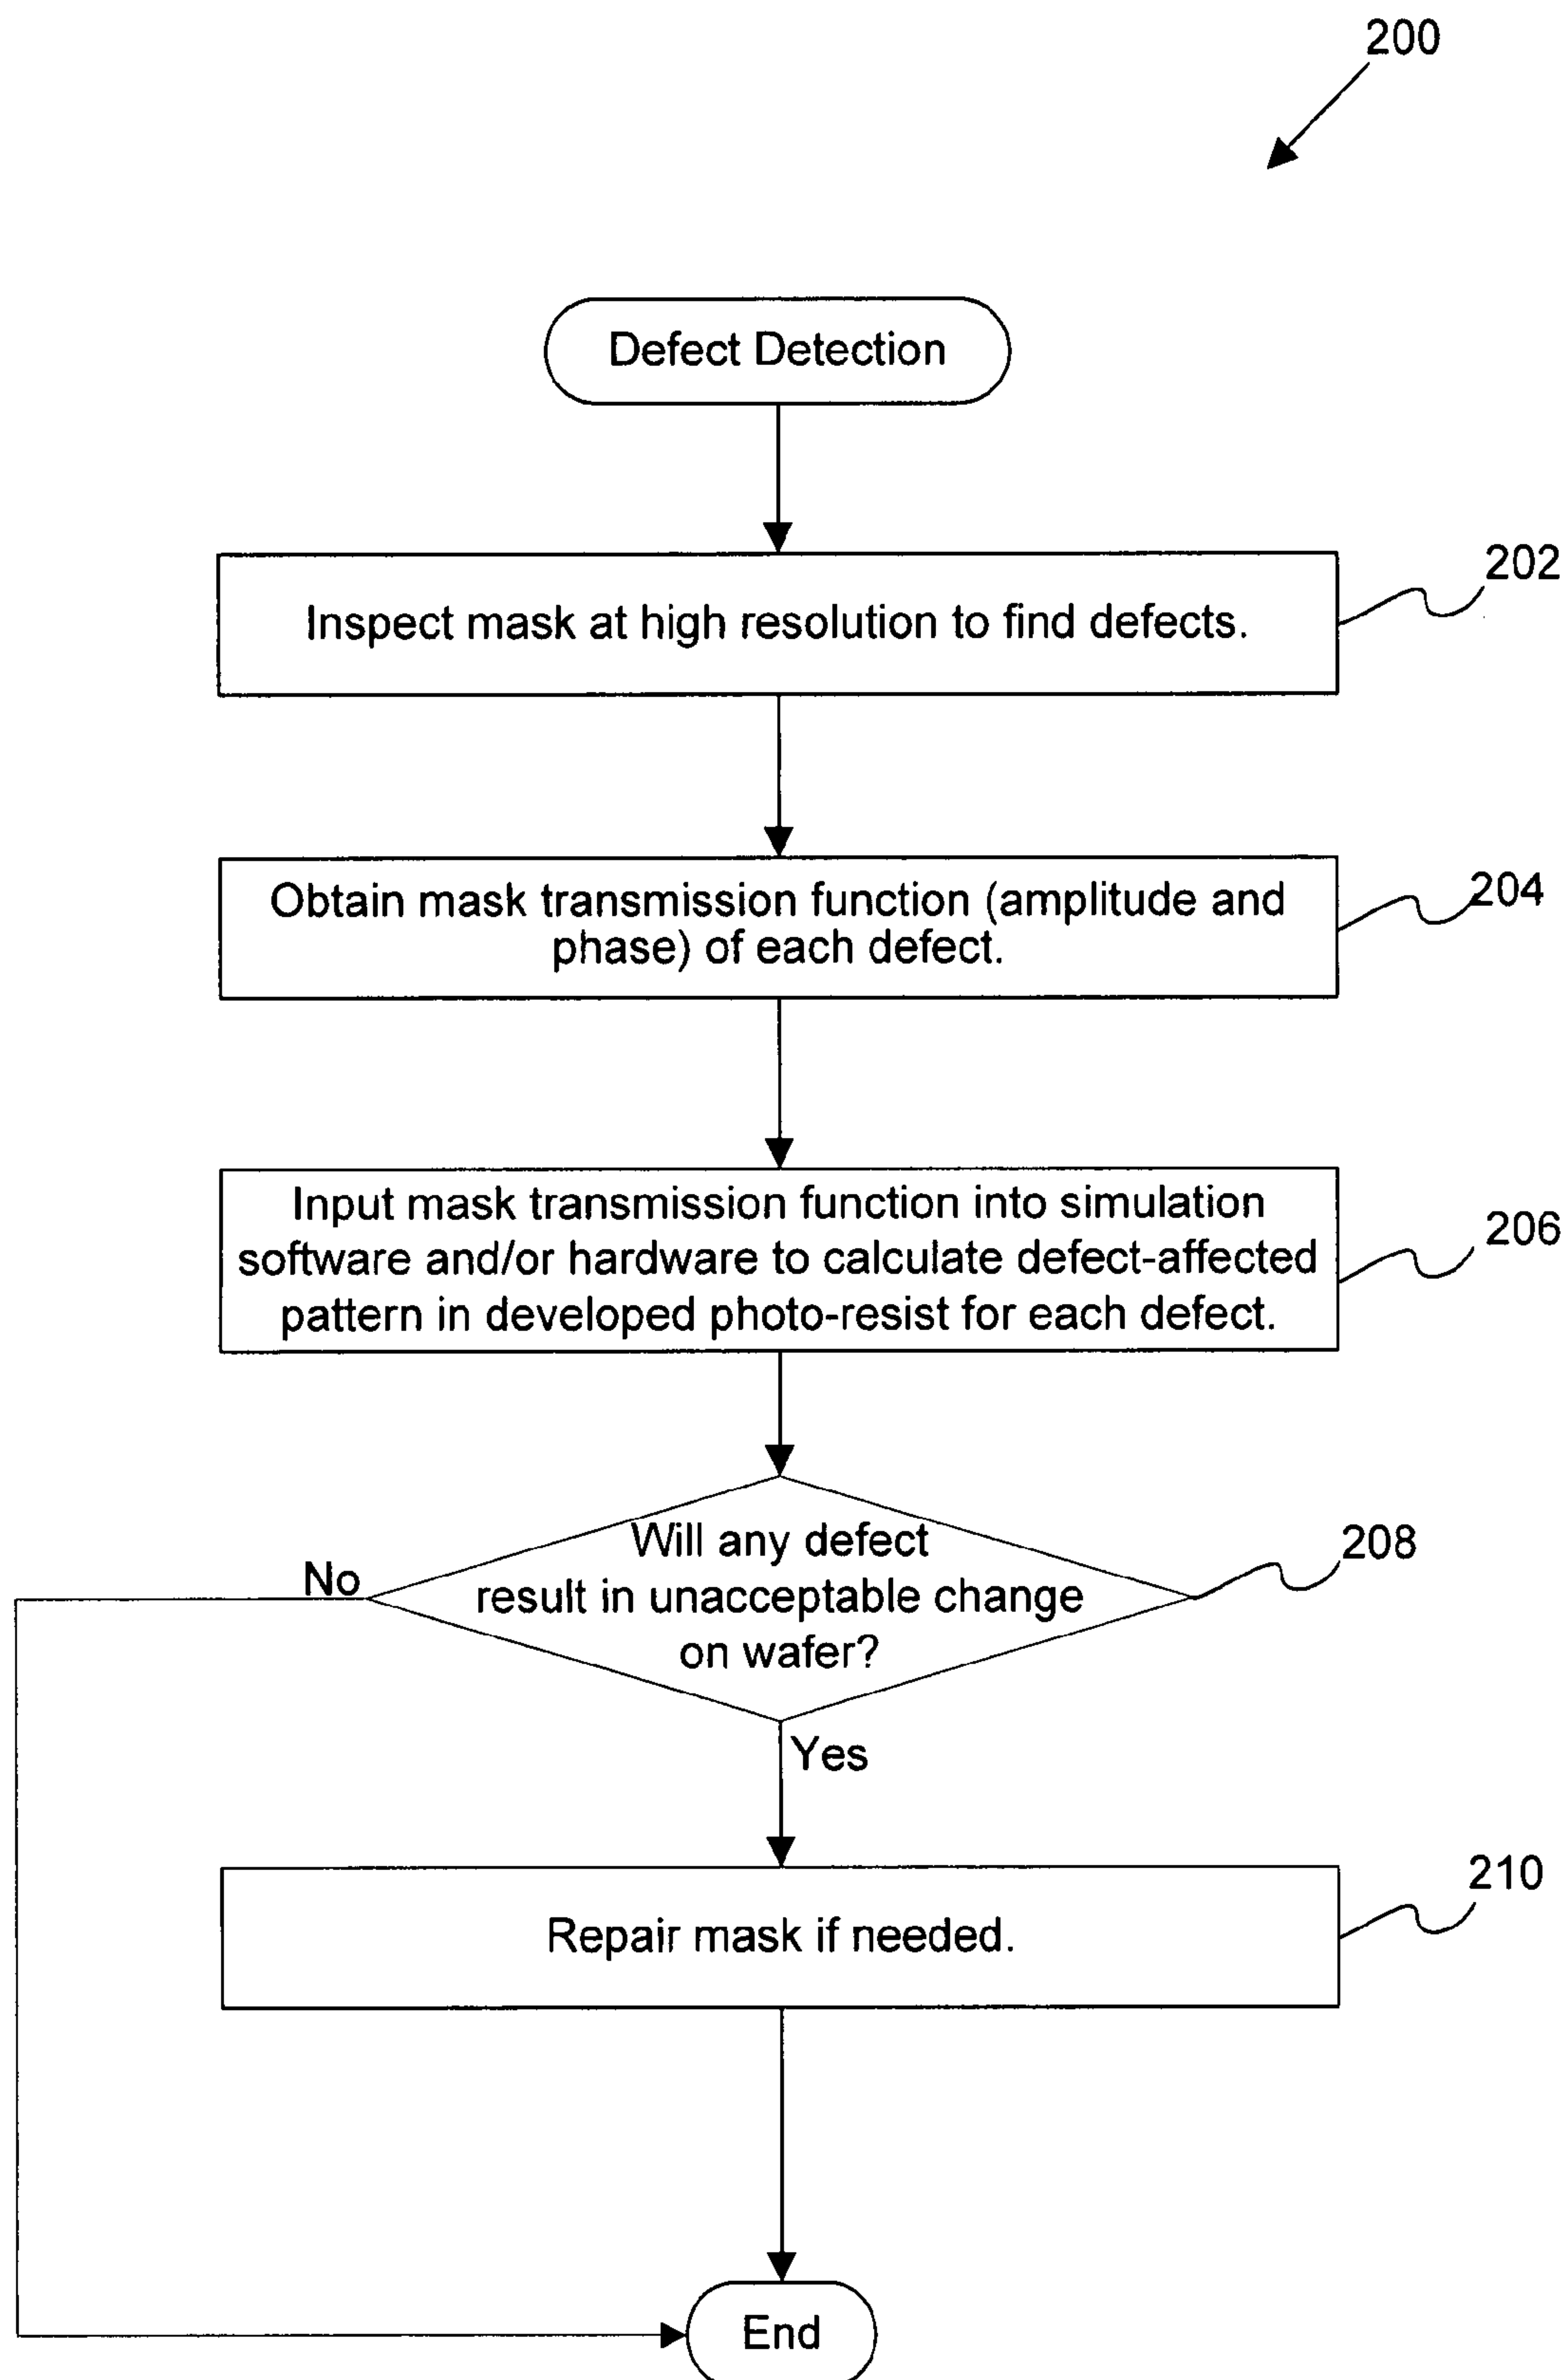 200
Defect Detection
Inspect mask at high resolution to find defects.
202
Obtain mask transmission function (amplitude and
phase) of each defect.
204
Input mask transmission function into simulation
software and/or hardware to calculate defect-affected
pattern in developed photo-resist for each defect.
206
Will any defect
result in unacceptable change
on wafer?
208
No
Yes
Repair mask if needed.
210
End